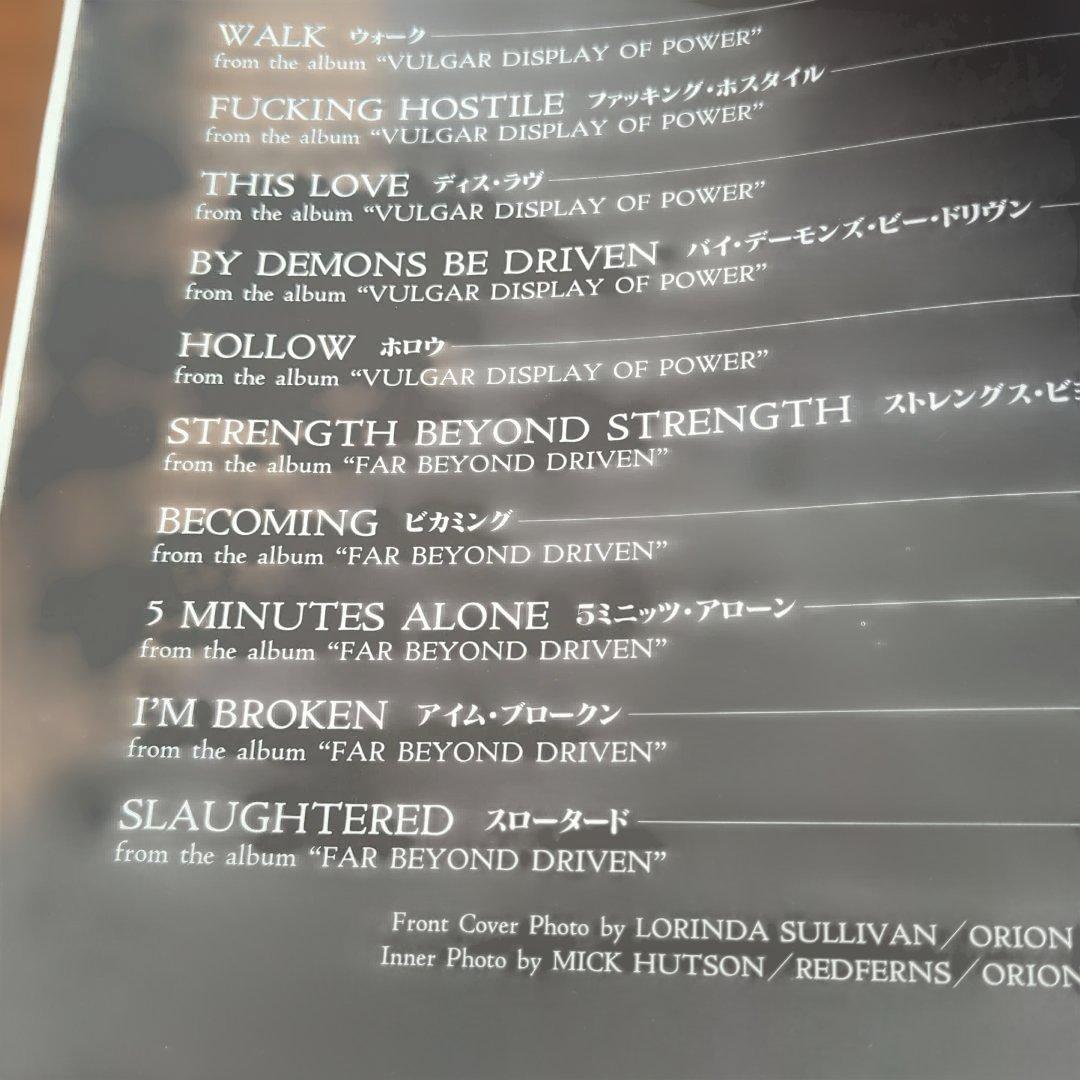 WALK ウォーク
from the album “VULGAR DISPLAY OF POWER”
FUCKING HOSTILE ファッキング・ホスタイル
from the album “VULGAR DISPLAY OF POWER”
THIS LOVE ディス・ラヴ
from the album “VULGAR DISPLAY OF POWER”
BY DEMONS BE DRIVEN バイ・デーモンズ・ビー・ドリヴン
from the album “VULGAR DISPLAY OF POWER”
HOLLOW ホロウ
from the album “VULGAR DISPLAY OF POWER”
STRENGTH BEYOND STRENGTH ストレングス・ビヨ
from the album “FAR BEYOND DRIVEN”
BECOMING ビカミング
from the album “FAR BEYOND DRIVEN”
5 MINUTES ALONE 5ミニッツ・アローン
from the album “FAR BEYOND DRIVEN”
I’M BROKEN アイム・ブロークン
from the album “FAR BEYOND DRIVEN”
SLAUGHTERED スロータード
from the album “FAR BEYOND DRIVEN”
Front Cover Photo by LORINDA SULLIVAN／ORION
Inner Photo by MICK HUTSON／REDFERNS／ORION